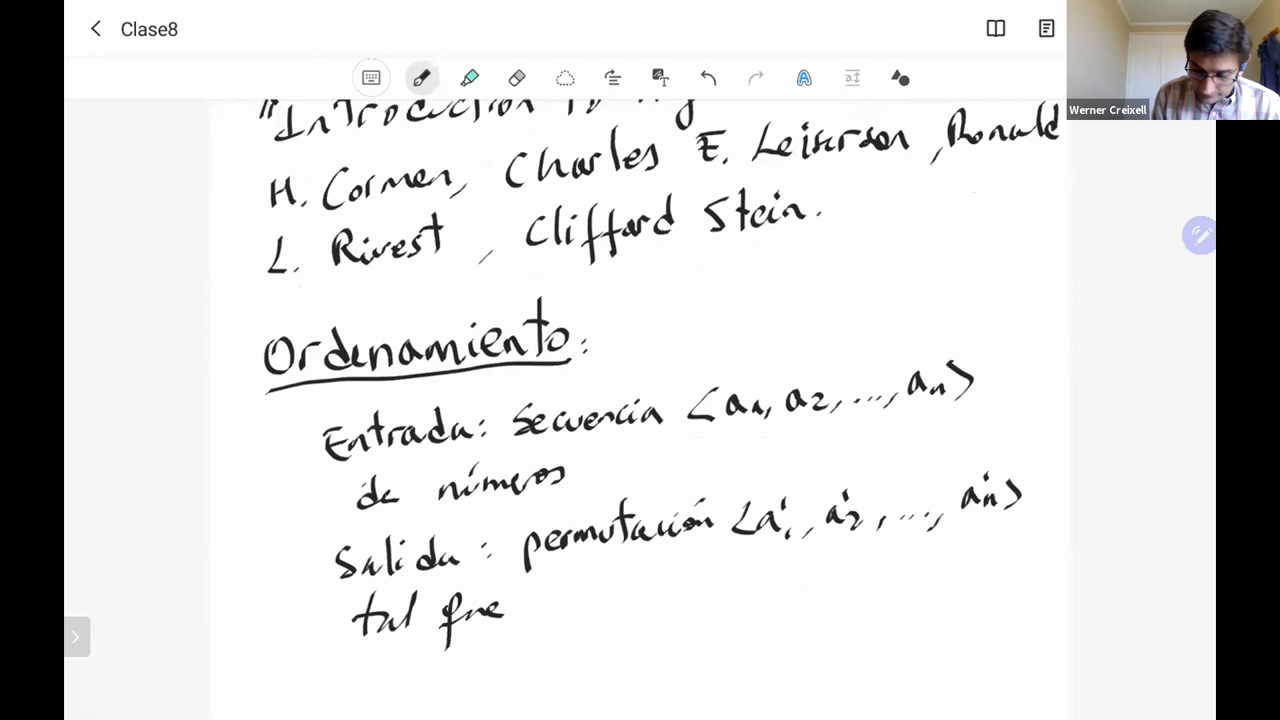 Clase8
Werner Creixell
"Introduction
H. Cormen, Charles E. Leiserson, Ronald
L. Rivest, Clifford Stein.
Ordenamiento:
Entrada: secuencia <a1, a2, ..., an>
de números
Salida: permutación <a'1, a'2, ..., a'n>
tal que